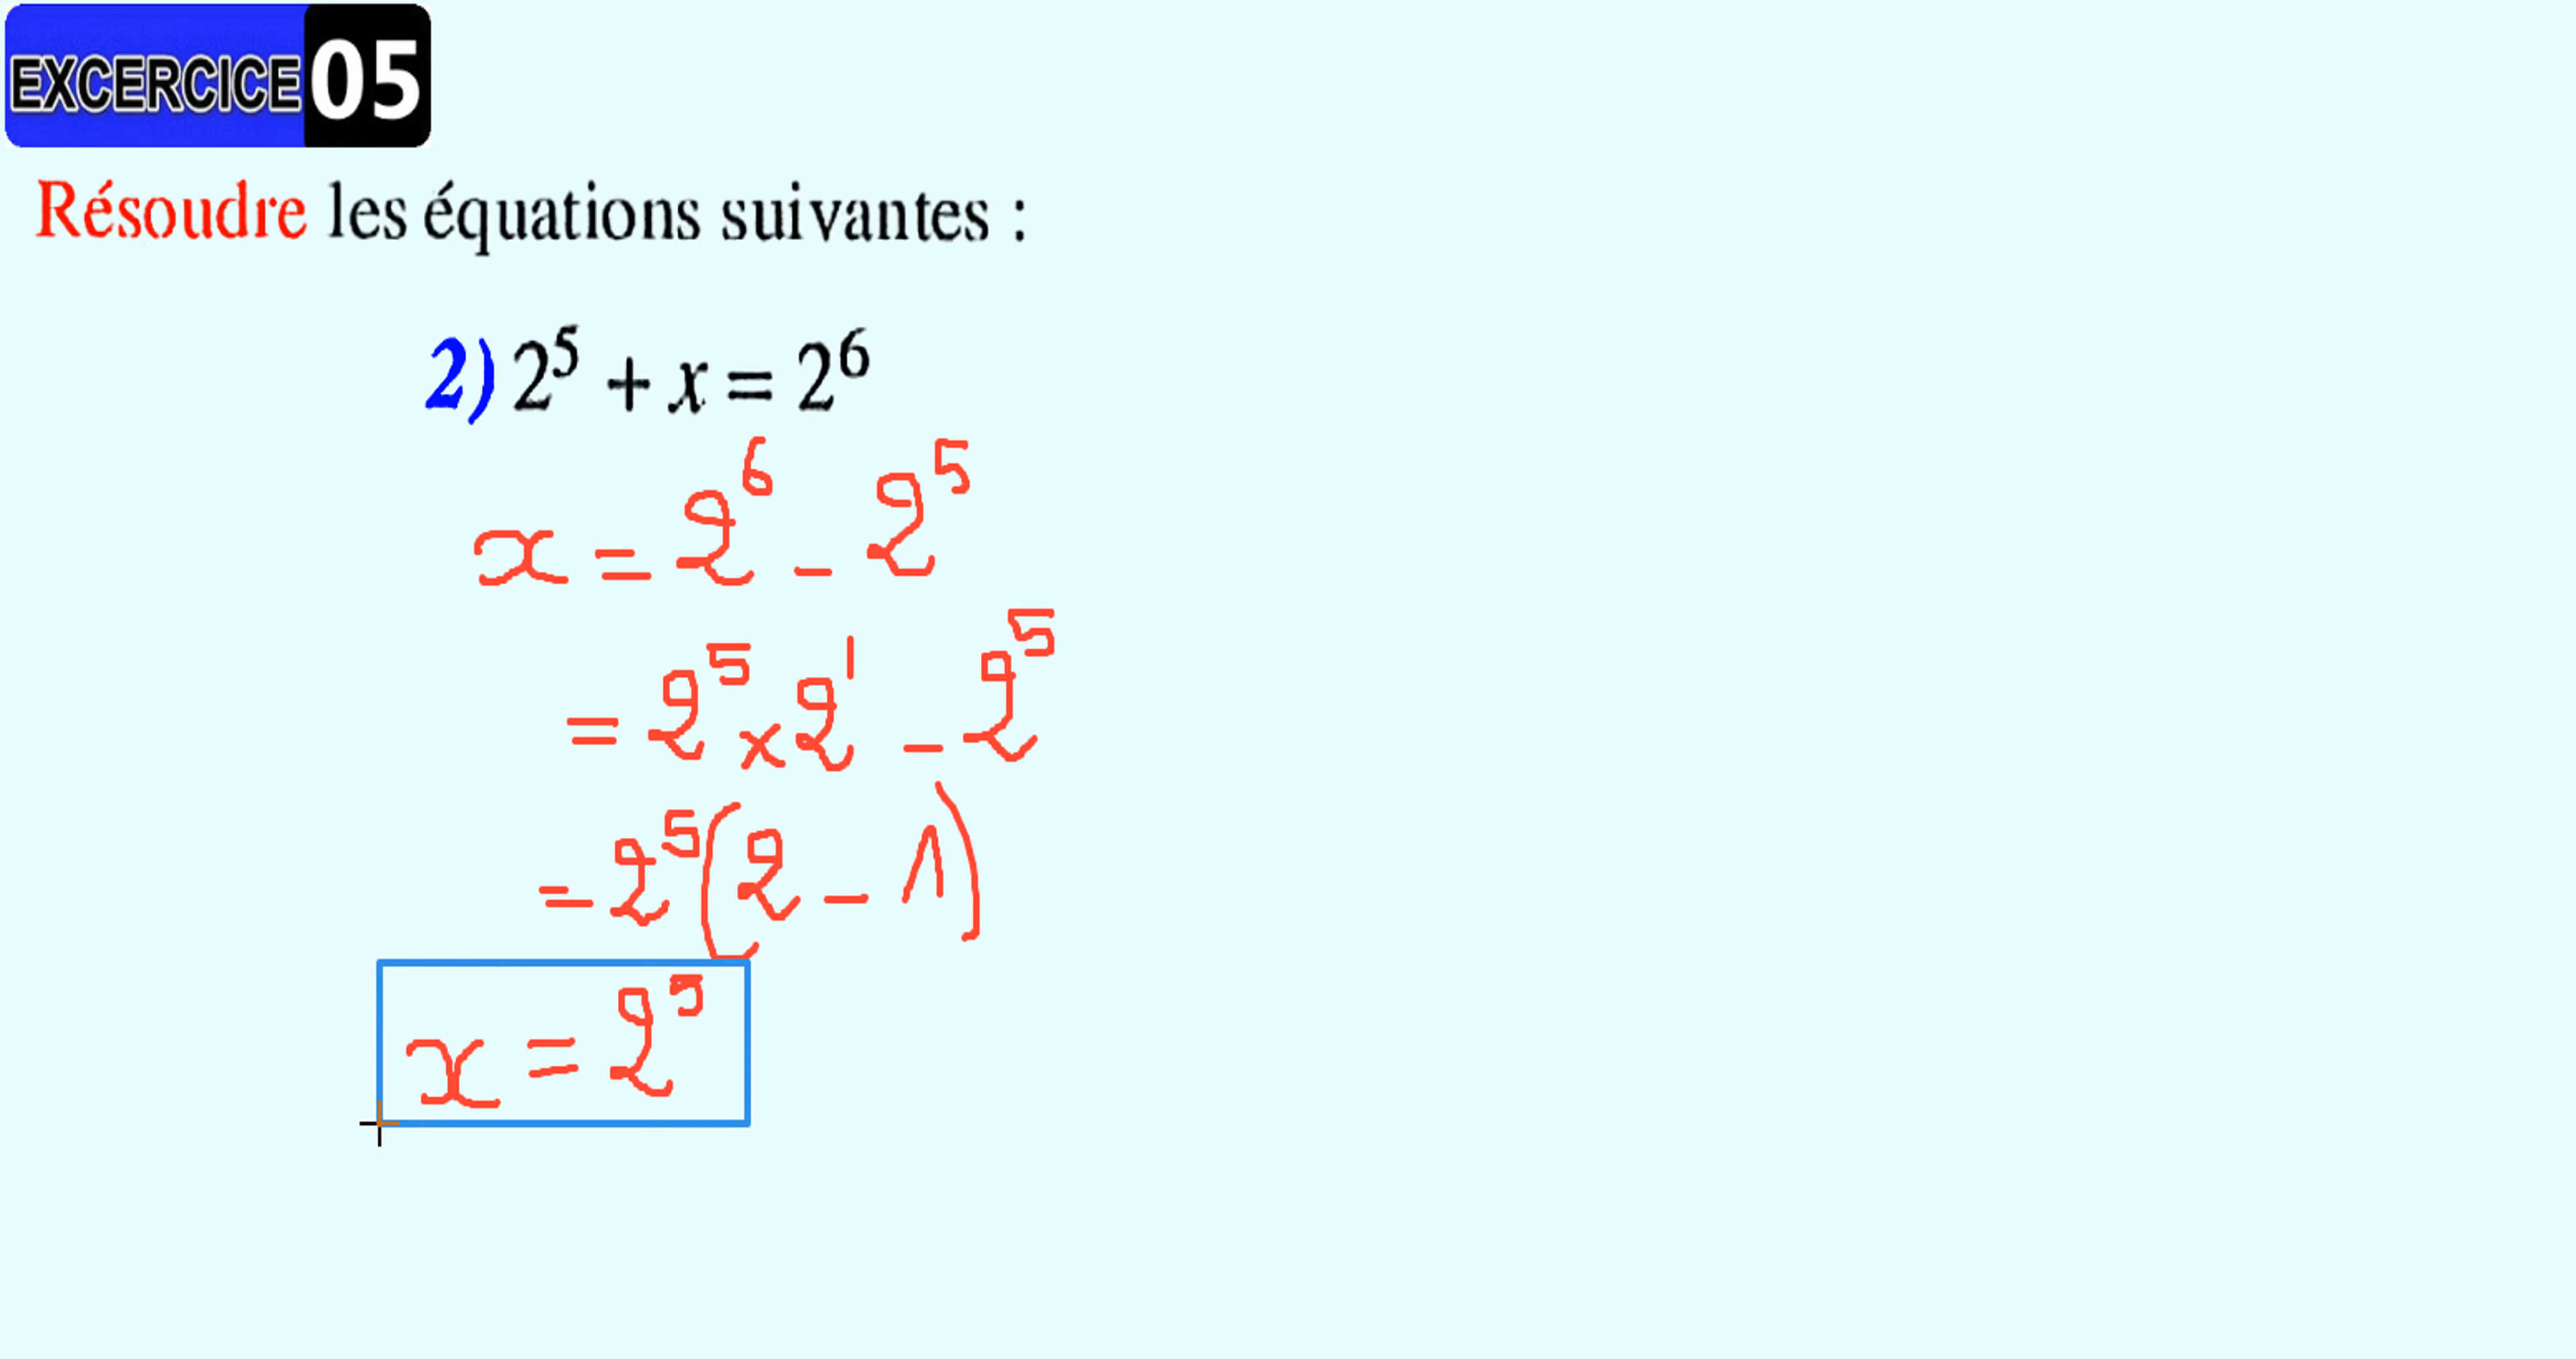 EXCERCICE 05
Résoudre les équations suivantes :
2) 2⁵ + x = 2⁶
x = 2⁶ - 2⁵
= 2⁵ × 2¹ - 2⁵
= 2⁵ (2 - 1)
x = 2⁵